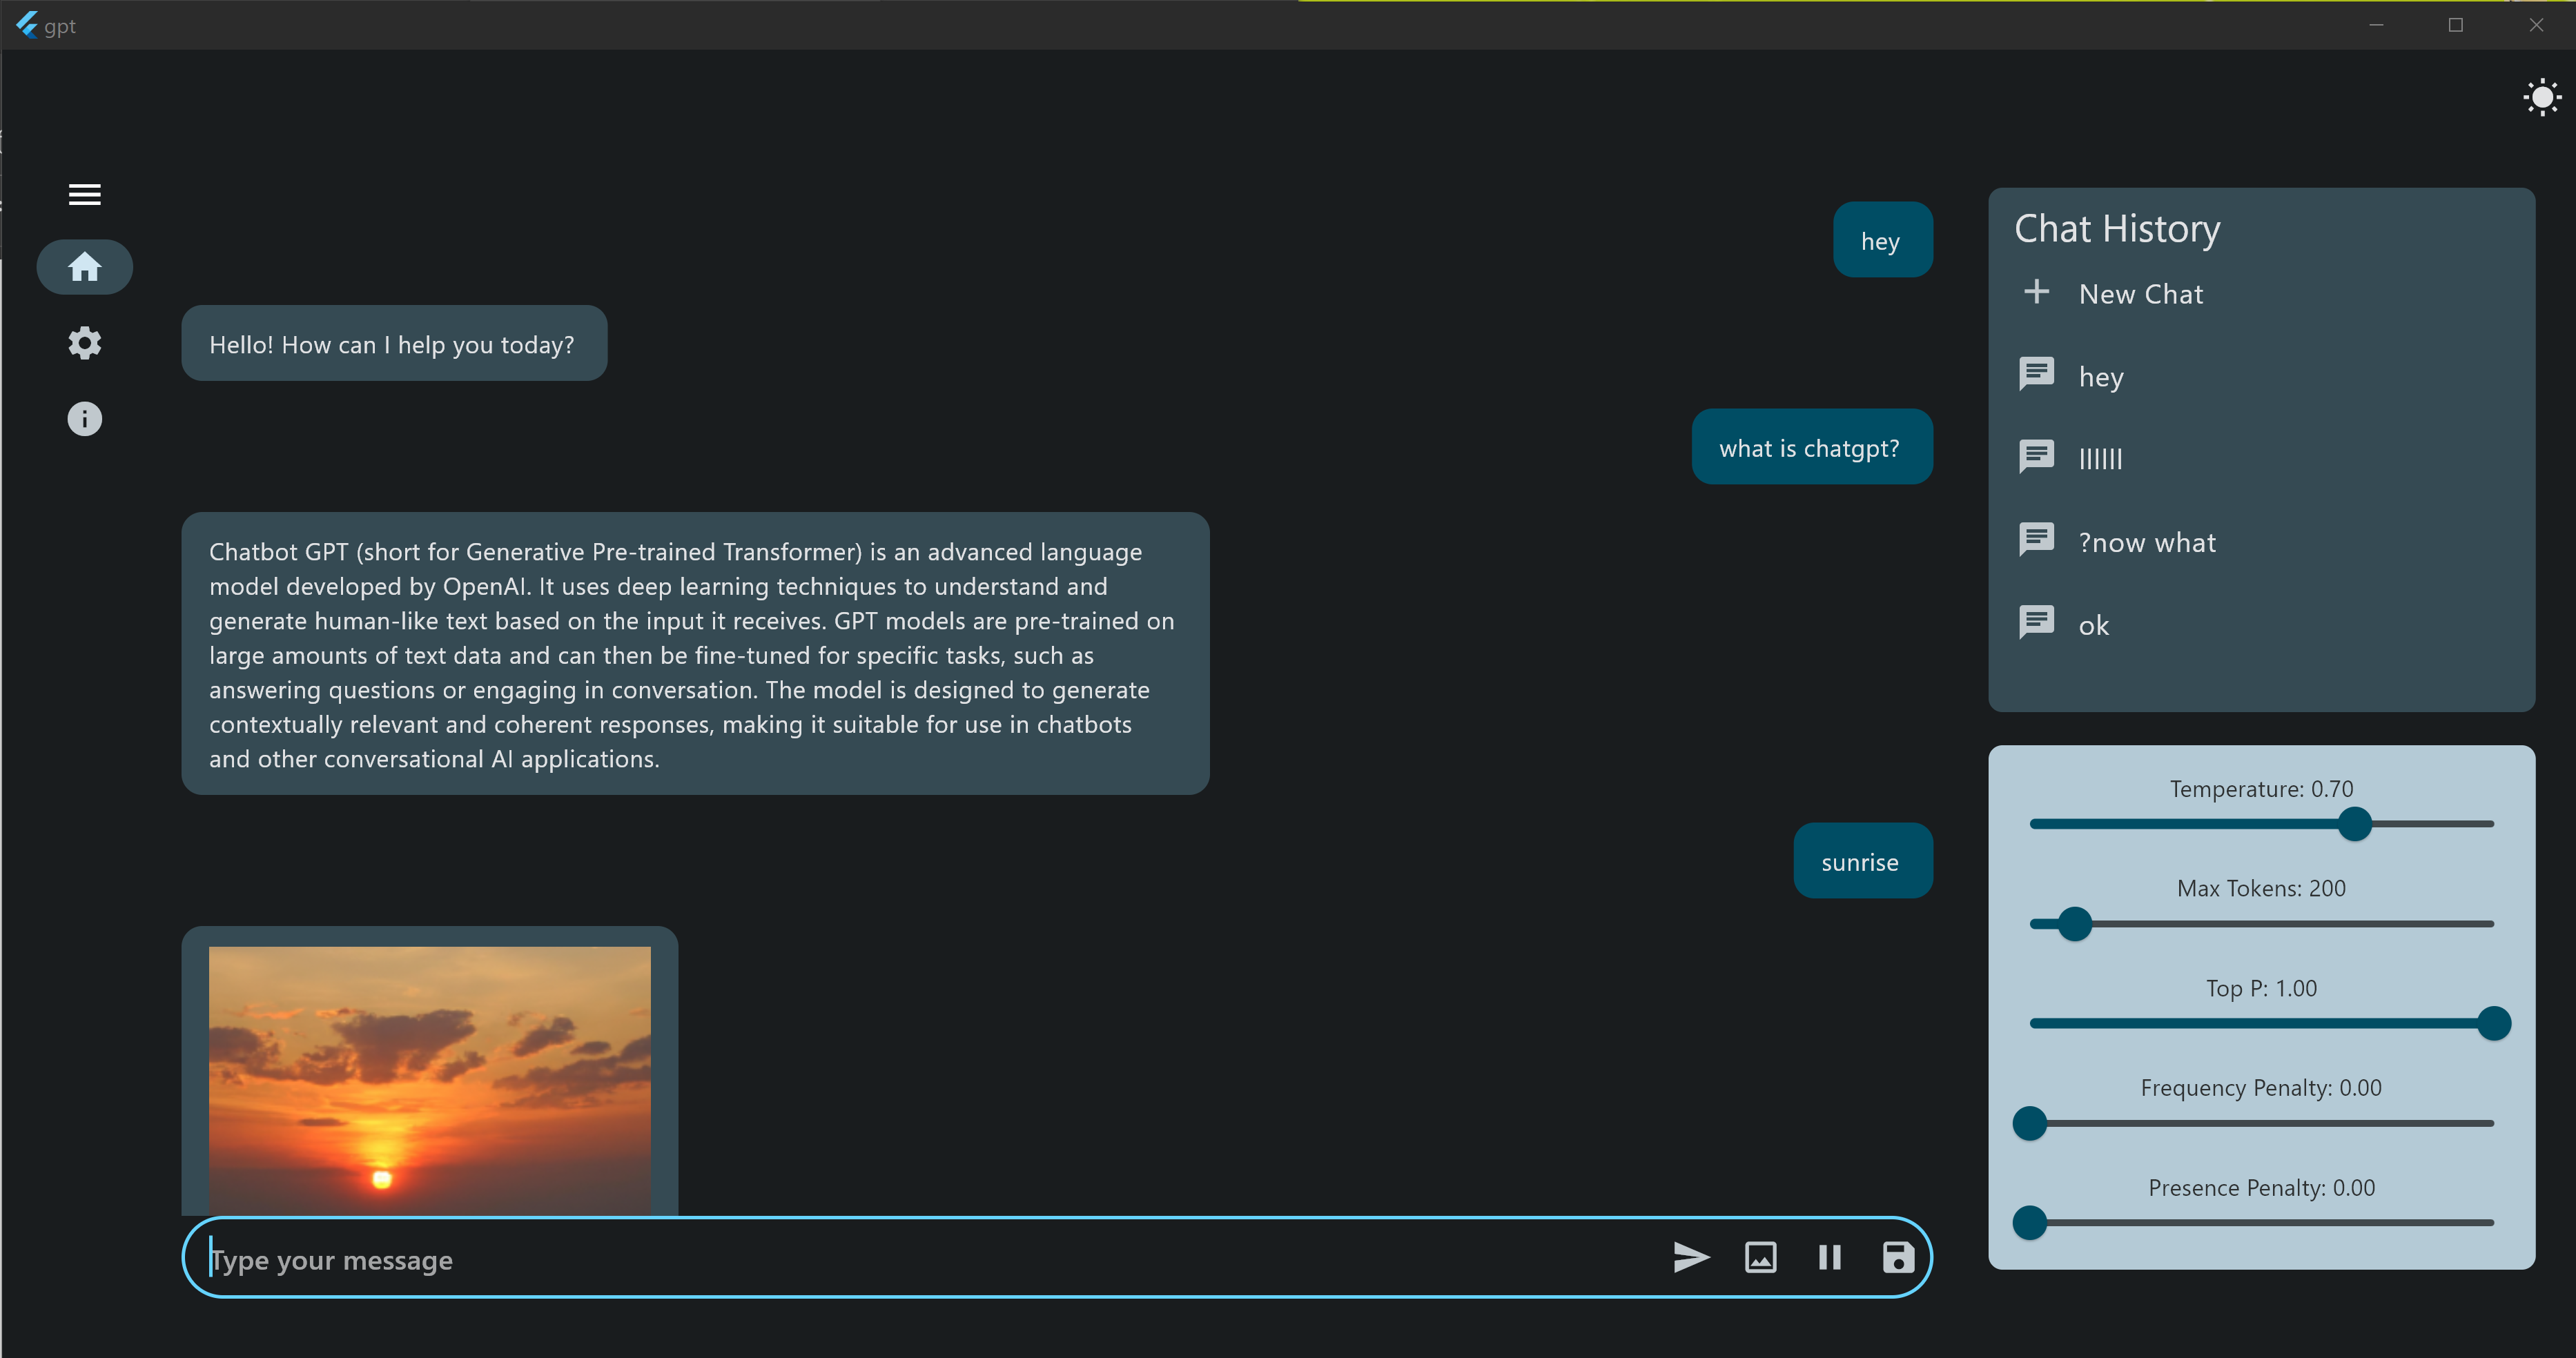 gpt
hey
Hello! How can I help you today?
what is chatgpt?
Chatbot GPT (short for Generative Pre-trained Transformer) is an advanced language
model developed by OpenAI. It uses deep learning techniques to understand and
generate human-like text based on the input it receives. GPT models are pre-trained on
large amounts of text data and can then be fine-tuned for specific tasks, such as
answering questions or engaging in conversation. The model is designed to generate
contextually relevant and coherent responses, making it suitable for use in chatbots
and other conversational AI applications.
sunrise
Type your message
Chat History
New Chat
hey
llllll
?now what
ok
Temperature: 0.70
Max Tokens: 200
Top P: 1.00
Frequency Penalty: 0.00
Presence Penalty: 0.00